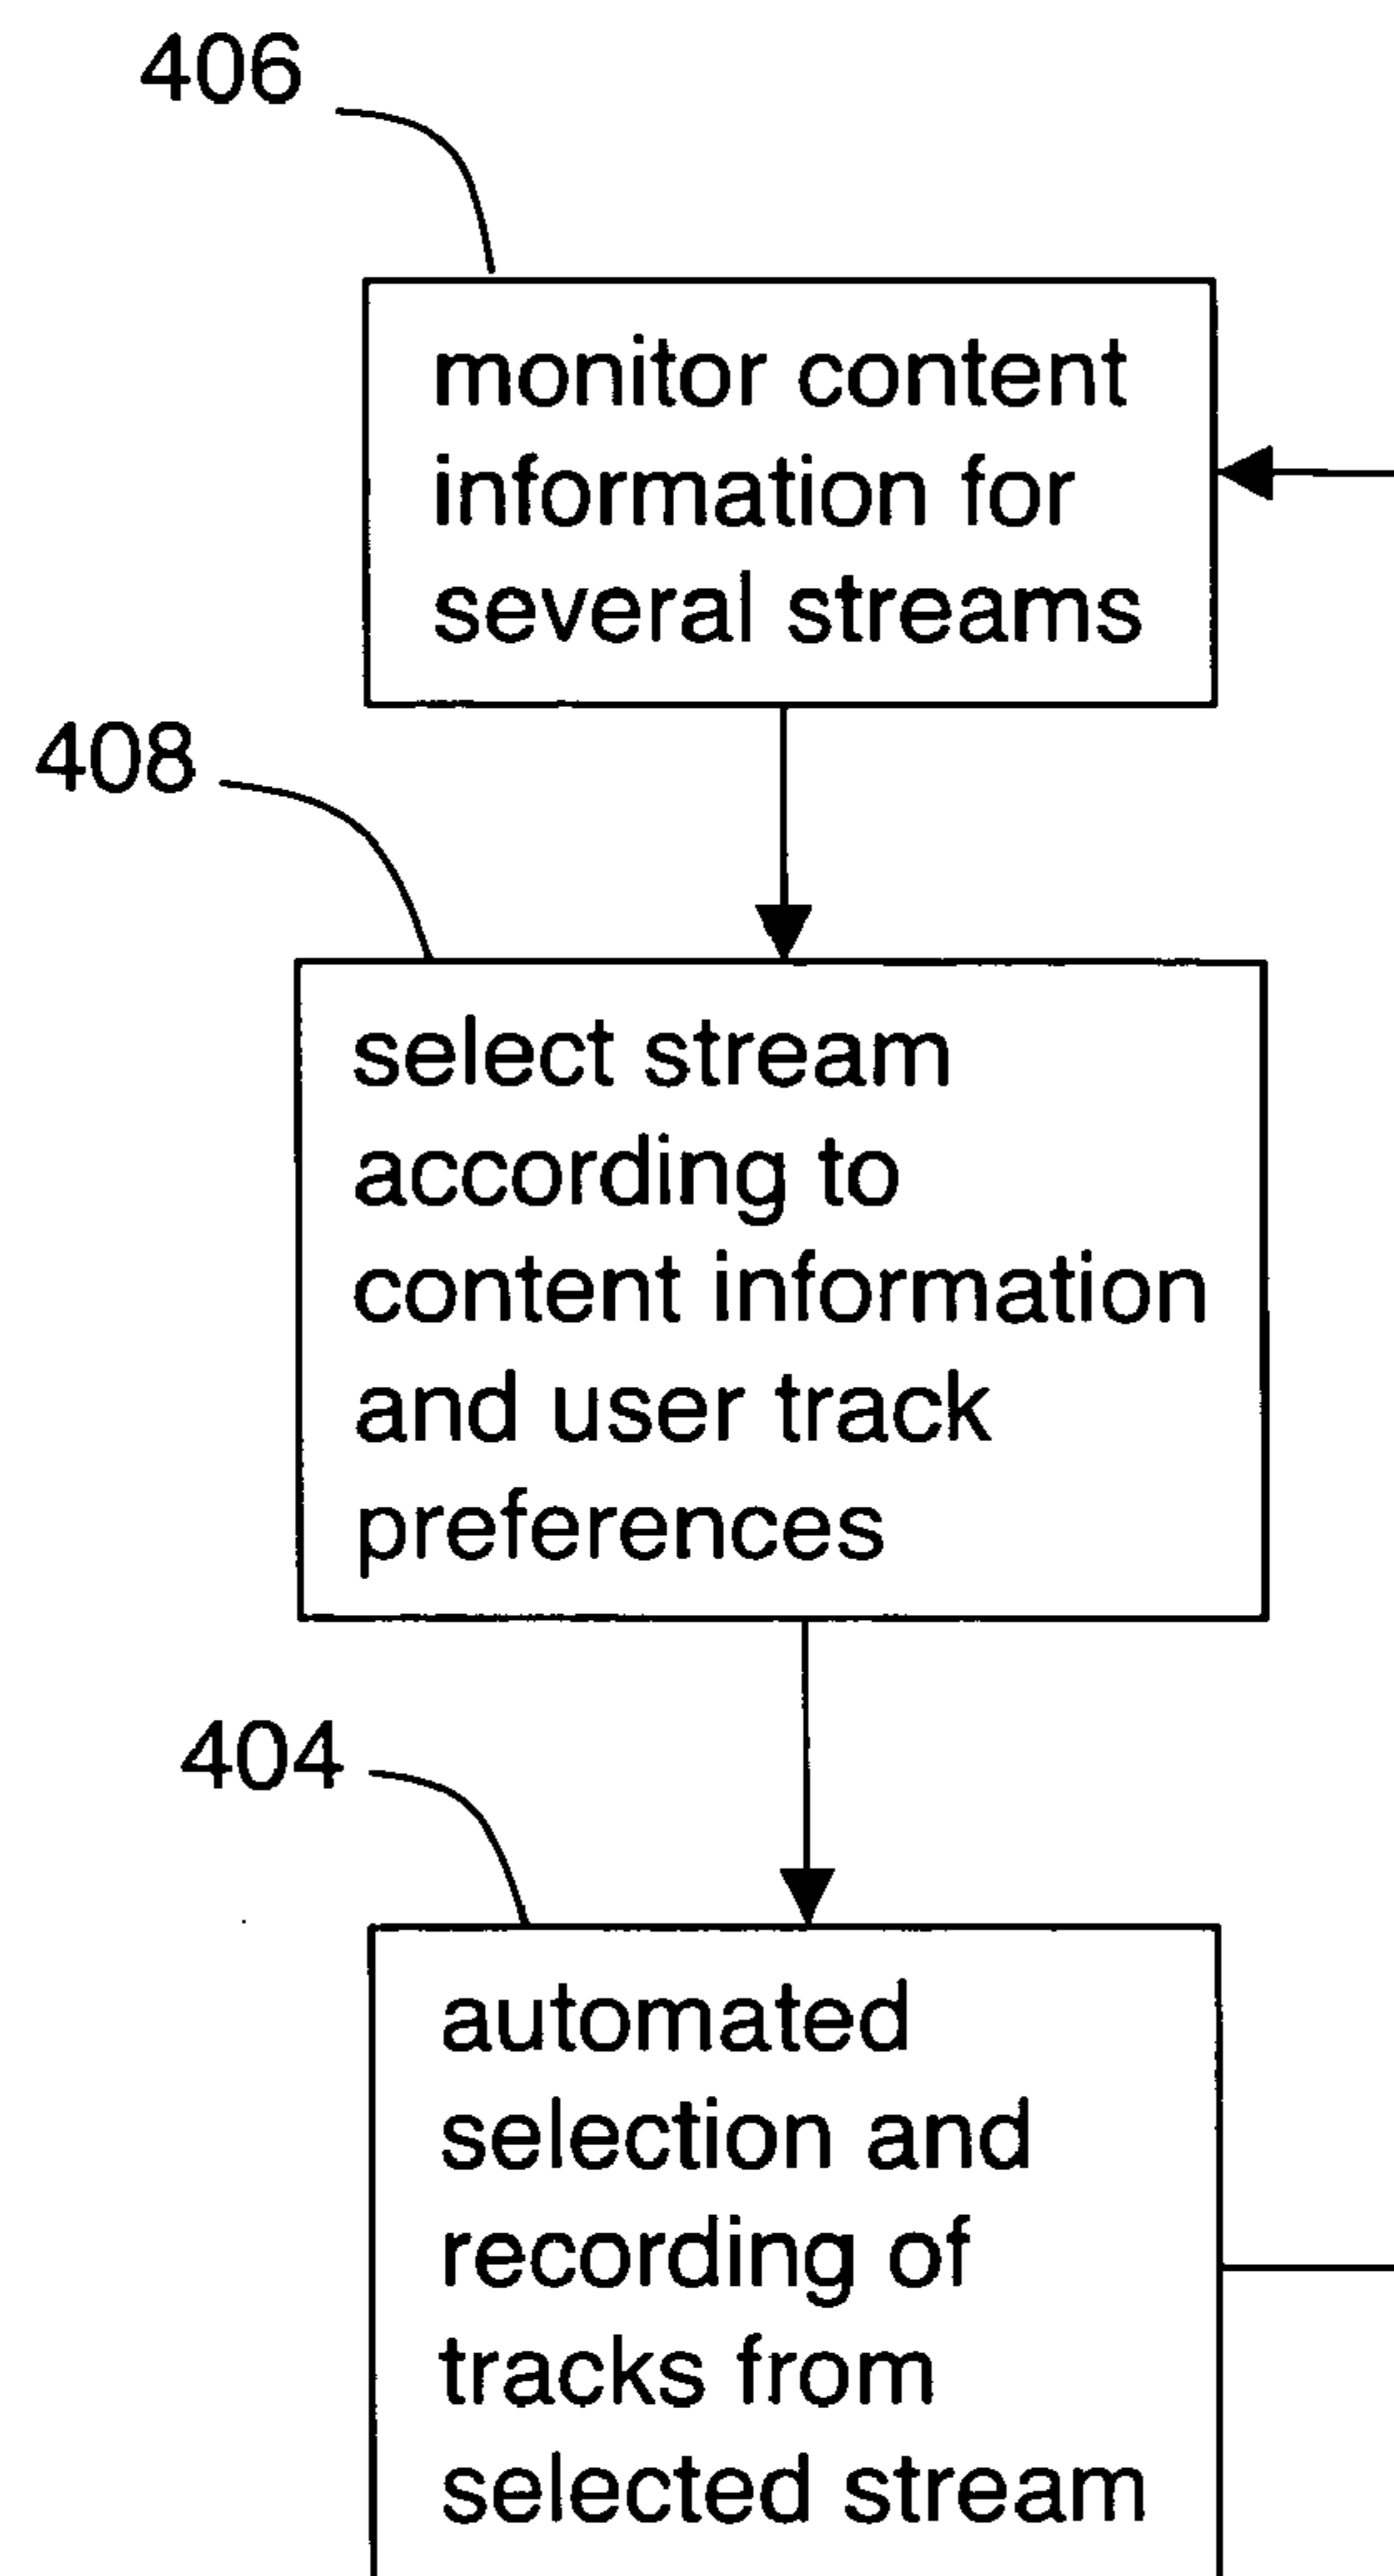 406
monitor content
information for
several streams
408
select stream
according to
content information
and user track
preferences
404
automated
selection and
recording of
tracks from
selected stream